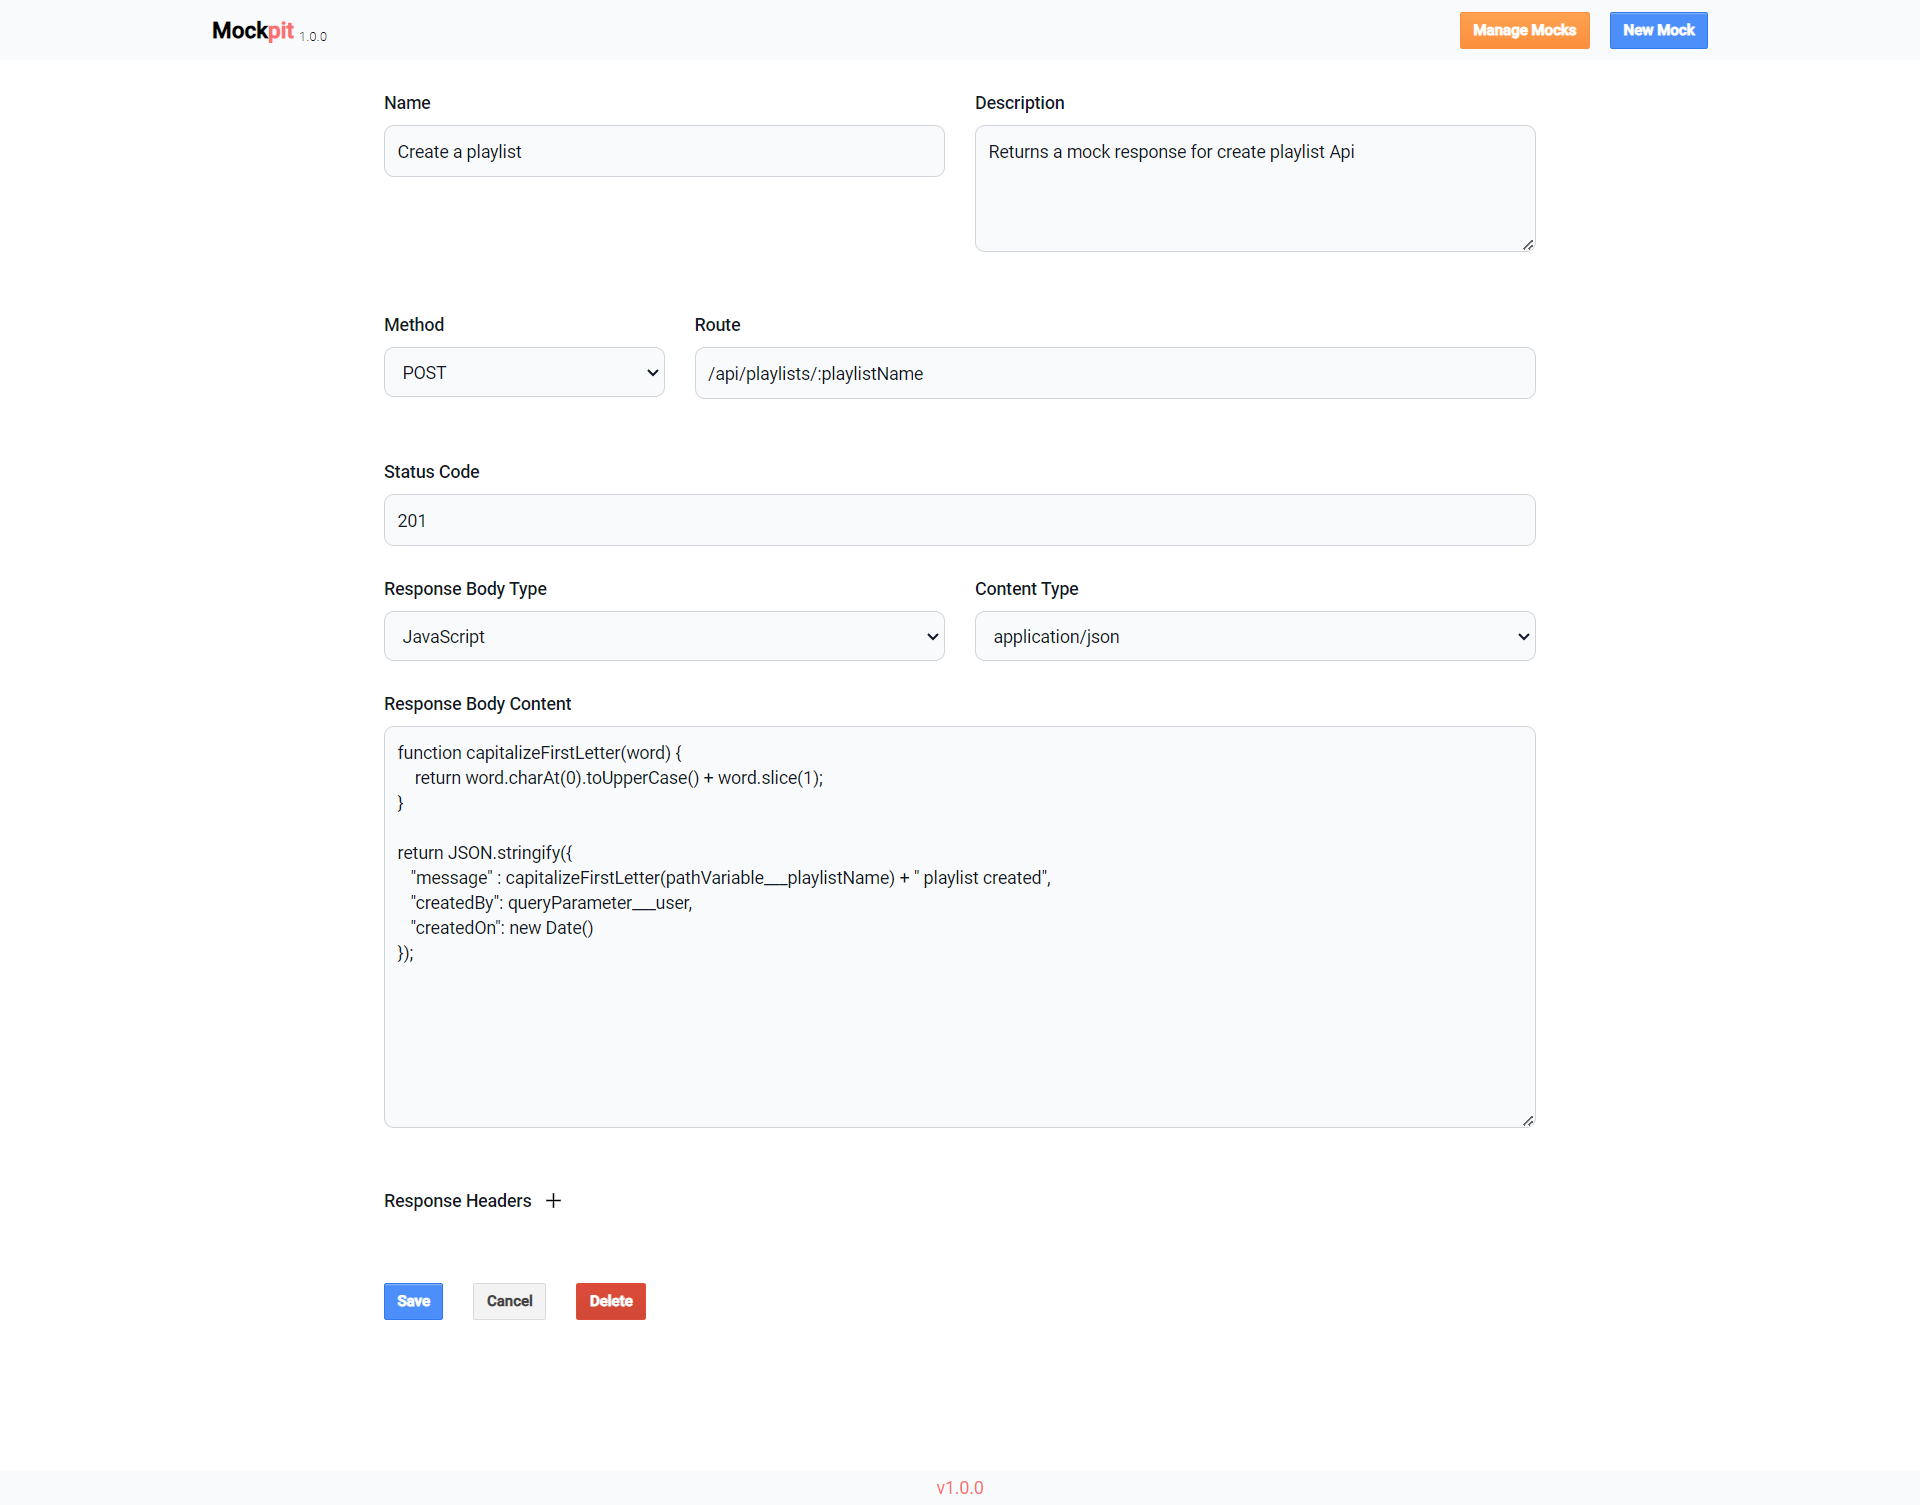 Mockpit 1.0.0
Manage Mocks
New Mock
Name
Description
Create a playlist
Returns a mock response for create playlist Api
Method
Route
POST
/api/playlists/:playlistName
Status Code
201
Response Body Type
Content Type
JavaScript
application/json
Response Body Content
function capitalizeFirstLetter(word) {
    return word.charAt(0).toUpperCase() + word.slice(1);
}

return JSON.stringify({
   "message" : capitalizeFirstLetter(pathVariable___playlistName) + " playlist created",
   "createdBy": queryParameter___user,
   "createdOn": new Date()
});
Response Headers +
Save
Cancel
Delete
v1.0.0